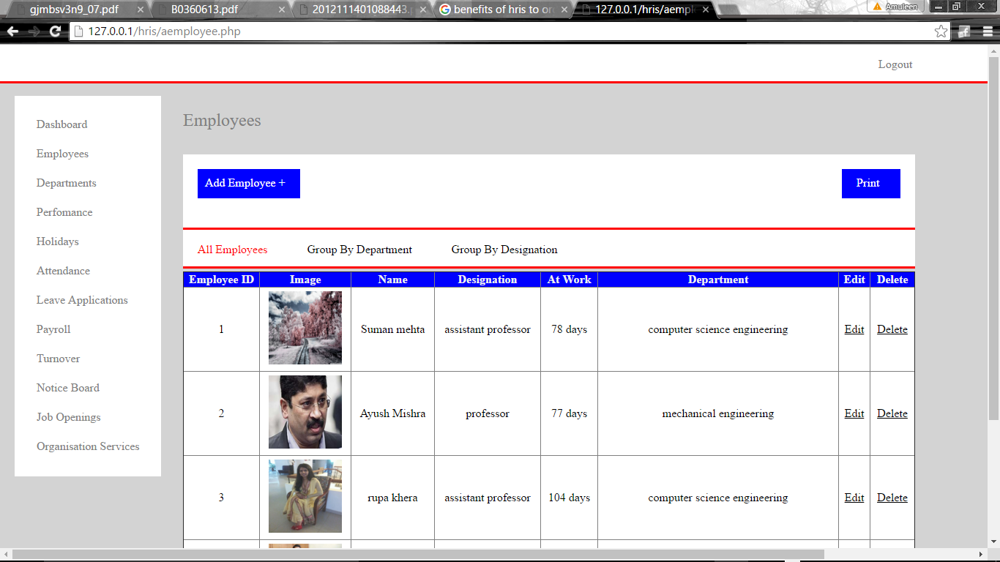 gjmbsv3n9_07.pdf
B0360613.pdf
2012111401088443.p
benefits of hris to or
127.0.0.1/hris/aempl
Amuleen
127.0.0.1/hris/aemployee.php
Logout
Dashboard
Employees
Departments
Perfomance
Holidays
Attendance
Leave Applications
Payroll
Turnover
Notice Board
Job Openings
Organisation Services
Employees
Add Employee +
Print
All Employees Group By Department Group By Designation
Employee ID Image Name Designation At Work Department Edit Delete
1 Suman mehta assistant professor 78 days computer science engineering Edit Delete
2 Ayush Mishra professor 77 days mechanical engineering Edit Delete
3 rupa khera assistant professor 104 days computer science engineering Edit Delete